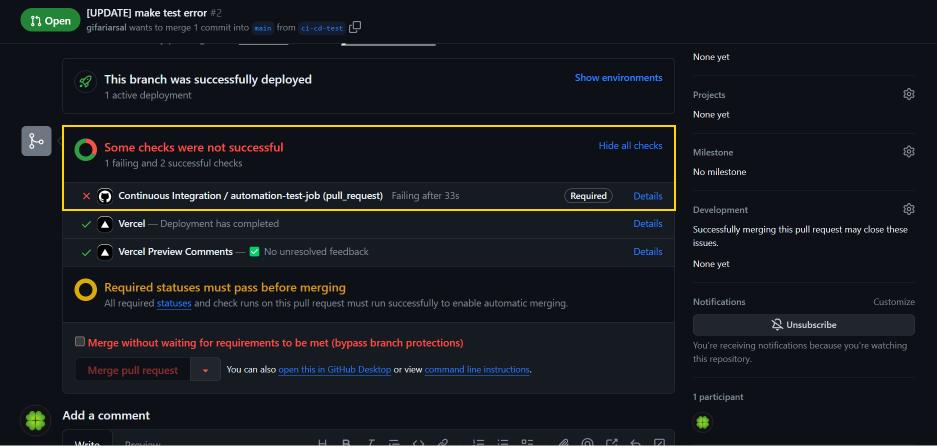 Open
[UPDATE] make test error #2
gifariarsal wants to merge 1 commit into main from ci-cd-test
This branch was successfully deployed
Show environments
1 active deployment
Some checks were not successful
Hide all checks
1 failing and 2 successful checks
Continuous Integration / automation-test-job (pull_request) Failing after 33s Required Details
Vercel — Deployment has completed Details
Vercel Preview Comments — ✅ No unresolved feedback Details
Required statuses must pass before merging
All required statuses and check runs on this pull request must run successfully to enable automatic merging.
Merge without waiting for requirements to be met (bypass branch protections)
Merge pull request
You can also open this in GitHub Desktop or view command line instructions.
Add a comment
Write Preview
None yet
Projects
None yet
Milestone
No milestone
Development
Successfully merging this pull request may close these
issues.
None yet
Notifications Customize
Unsubscribe
You're receiving notifications because you're watching
this repository.
1 participant